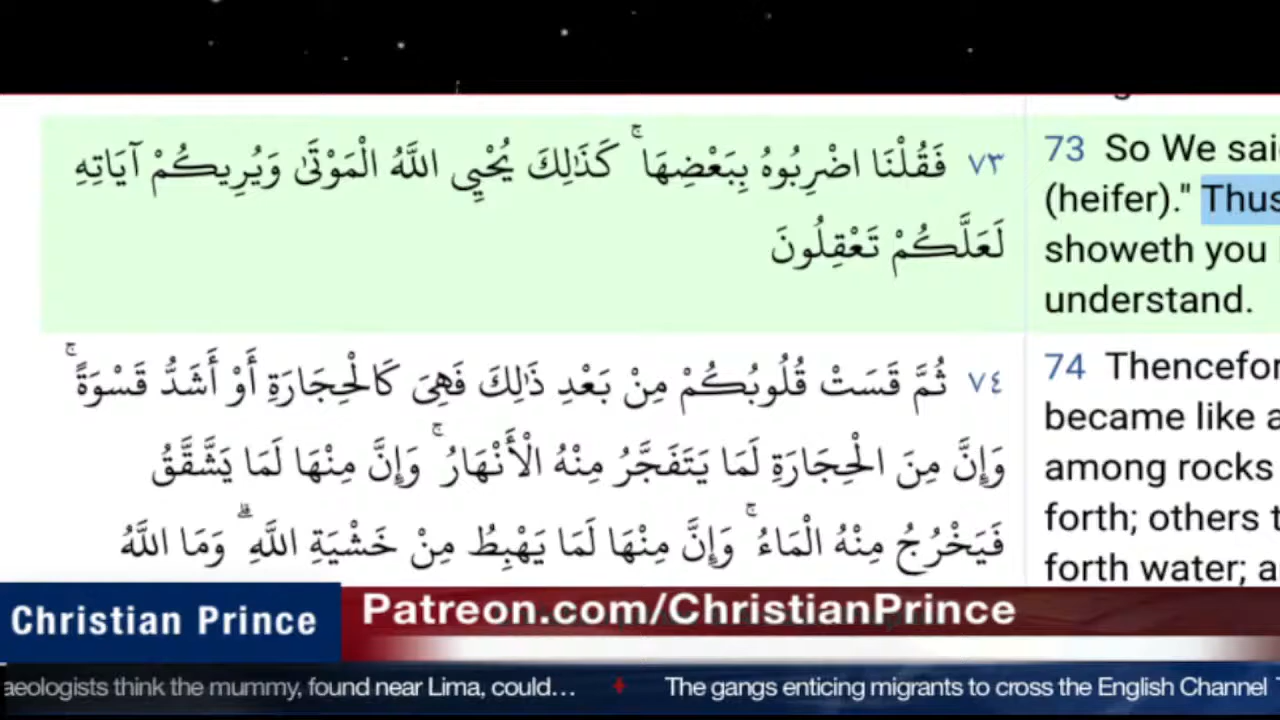 ٧٣ فَقُلْنَا اضْرِبُوهُ بِبَعْضِهَا ۚ كَذَٰلِكَ يُحْيِي اللَّهُ الْمَوْتَىٰ وَيُرِيكُمْ آيَاتِهِ
لَعَلَّكُمْ تَعْقِلُونَ
73 So We sai
(heifer)." Thus
showeth you
understand.
٧٤ ثُمَّ قَسَتْ قُلُوبُكُمْ مِنْ بَعْدِ ذَٰلِكَ فَهِيَ كَالْحِجَارَةِ أَوْ أَشَدُّ قَسْوَةً ۚ
وَإِنَّ مِنَ الْحِجَارَةِ لَمَا يَتَفَجَّرُ مِنْهُ الْأَنْهَارُ ۚ وَإِنَّ مِنْهَا لَمَا يَشَّقَّقُ
فَيَخْرُجُ مِنْهُ الْمَاءُ ۚ وَإِنَّ مِنْهَا لَمَا يَهْبِطُ مِنْ خَشْيَةِ اللَّهِ ۗ وَمَا اللَّهُ
74 Thencefor
became like a
among rocks
forth; others t
forth water; a
Christian Prince
Patreon.com/ChristianPrince
aeologists think the mummy, found near Lima, could... The gangs enticing migrants to cross the English Channel